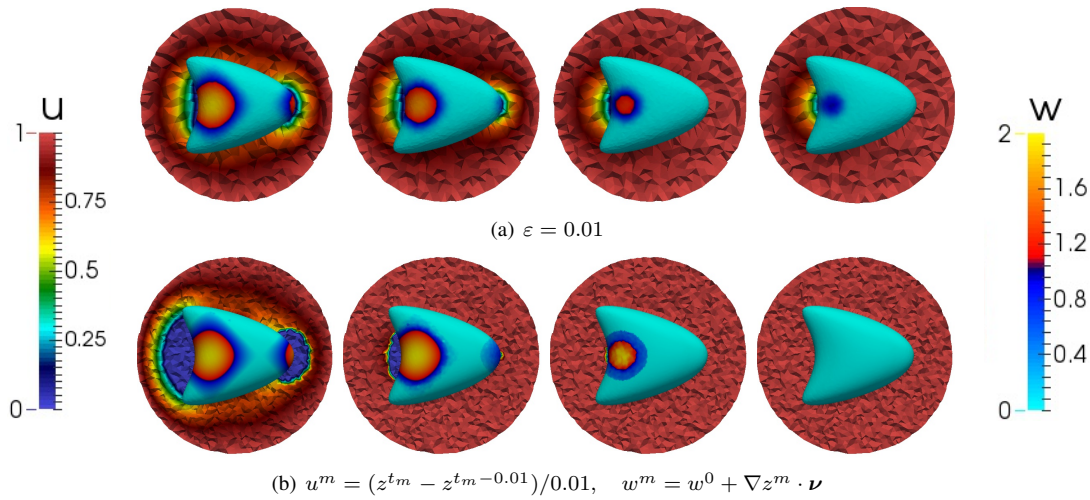 u
1
0.75
0.5
0.25
0
w
2
1.6
1.2
0.8
0.4
0
(a) ε = 0.01
(b) u^m = (z^{t_m} − z^{t_m−0.01})/0.01, w^m = w^0 + ∇z^m · ν